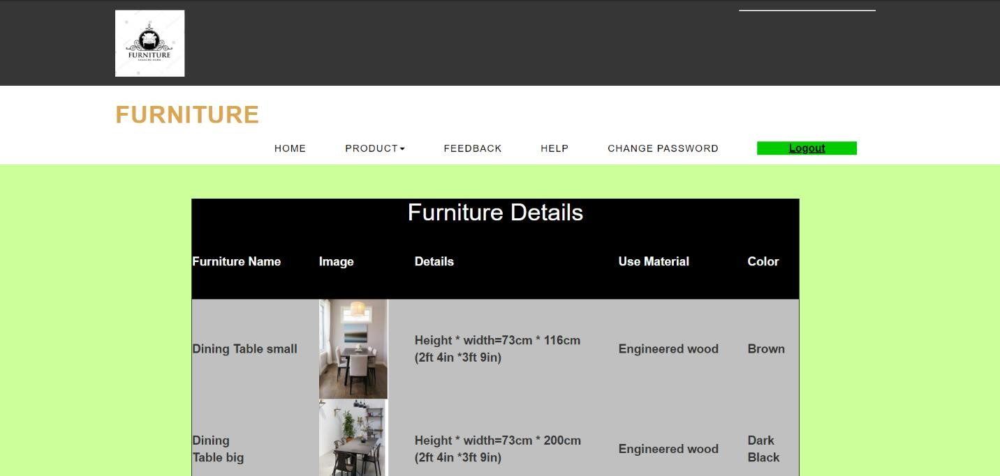 FURNITURE
FURNITURE
HOME PRODUCT FEEDBACK HELP CHANGE PASSWORD Logout
Furniture Details
Furniture Name Image Details Use Material Color
Dining Table small
Height * width=73cm * 116cm
(2ft 4in *3ft 9in)
Engineered wood
Brown
Dining
Table big
Height * width=73cm * 200cm
(2ft 4in *3ft 9in)
Engineered wood
Dark
Black